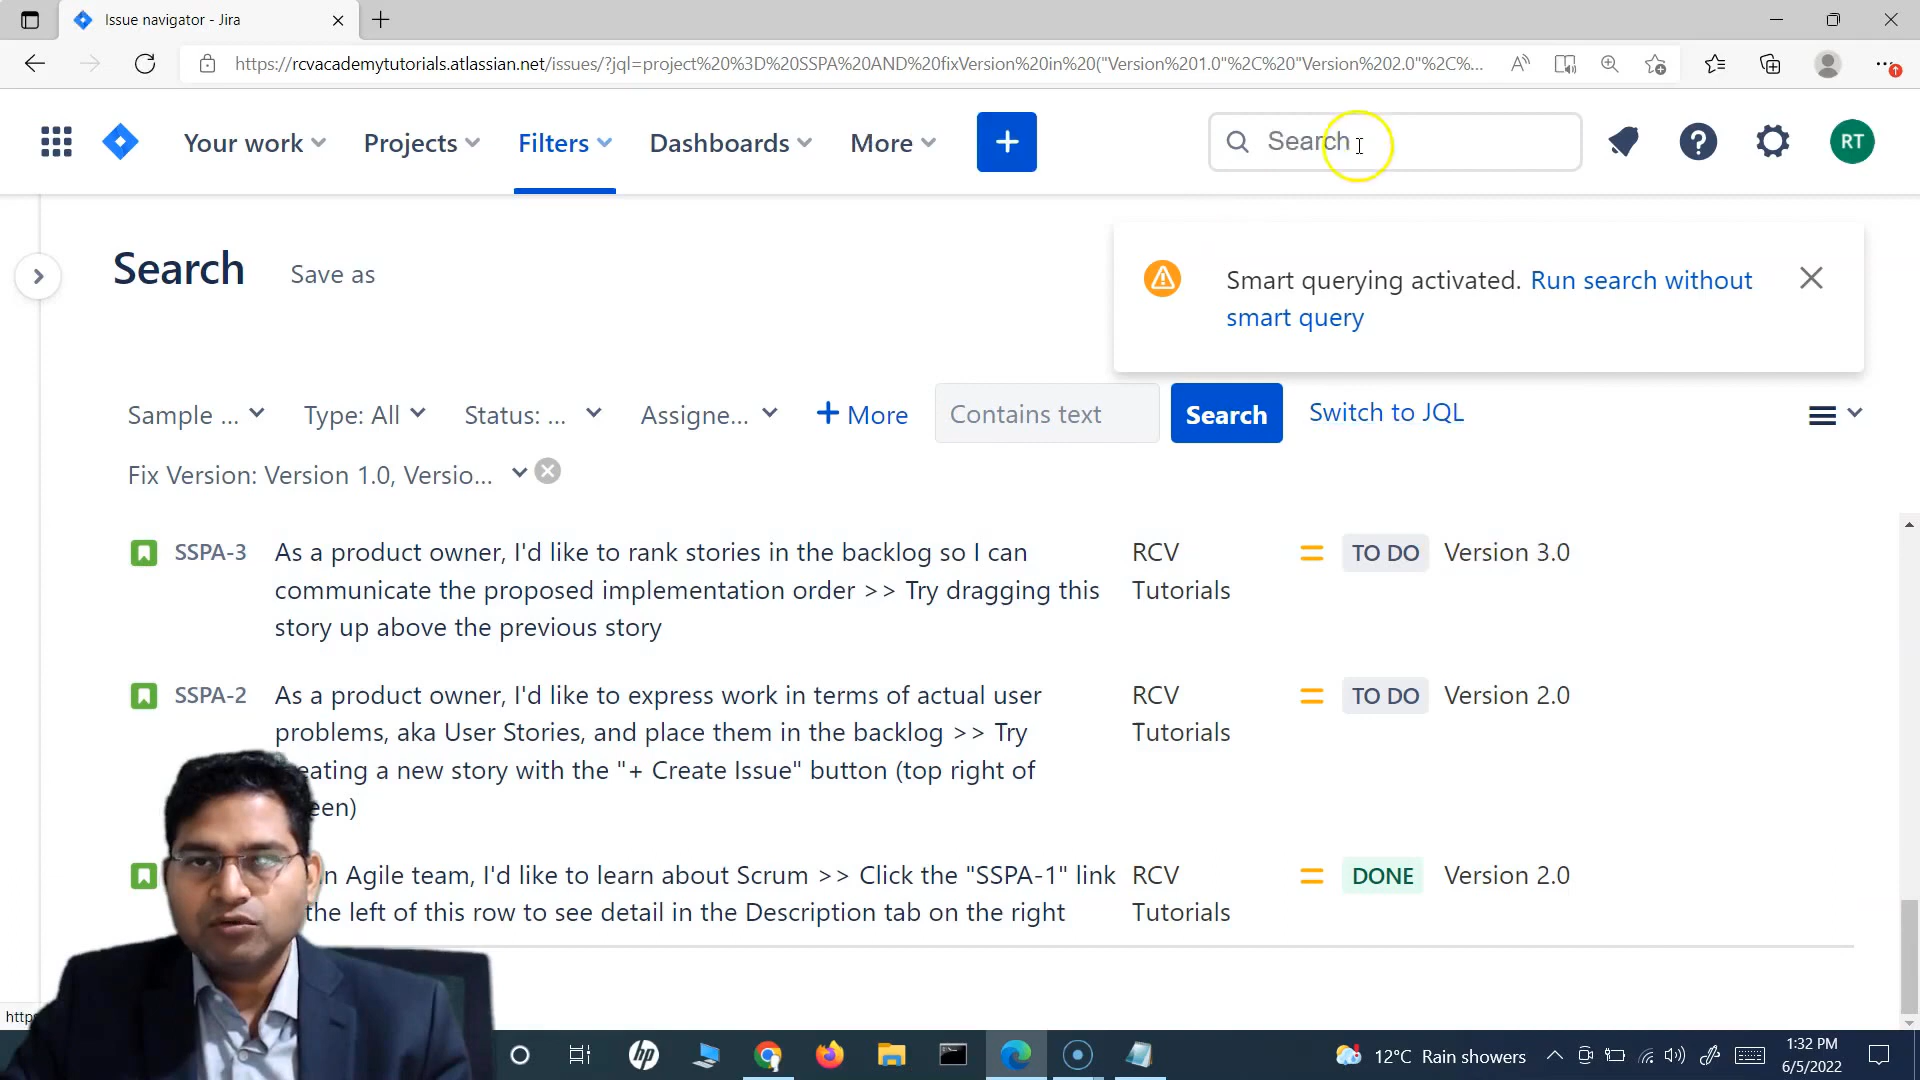 Issue navigator - Jira
https://rcvacademytutorials.atlassian.net/issues/?jql=project%20%3D%20SSPA%20AND%20fixVersion%20in%20("Version%201.0"%2C%20"Version%202.0"%2C%...
Your work
Projects
Filters
Dashboards
More
+
Search
RT
Search
Save as
Smart querying activated. Run search without
smart query
Sample ...
Type: All
Status: ...
Assigne...
+ More
Contains text
Search
Switch to JQL
Fix Version: Version 1.0, Versio...
SSPA-3
As a product owner, I'd like to rank stories in the backlog so I can
communicate the proposed implementation order >> Try dragging this
story up above the previous story
RCV
Tutorials
TO DO
Version 3.0
SSPA-2
As a product owner, I'd like to express work in terms of actual user
problems, aka User Stories, and place them in the backlog >> Try
eating a new story with the "+ Create Issue" button (top right of
een)
RCV
Tutorials
TO DO
Version 2.0
n Agile team, I'd like to learn about Scrum >> Click the "SSPA-1" link
the left of this row to see detail in the Description tab on the right
RCV
Tutorials
DONE
Version 2.0
http
hp
12°C Rain showers
1:32 PM
6/5/2022